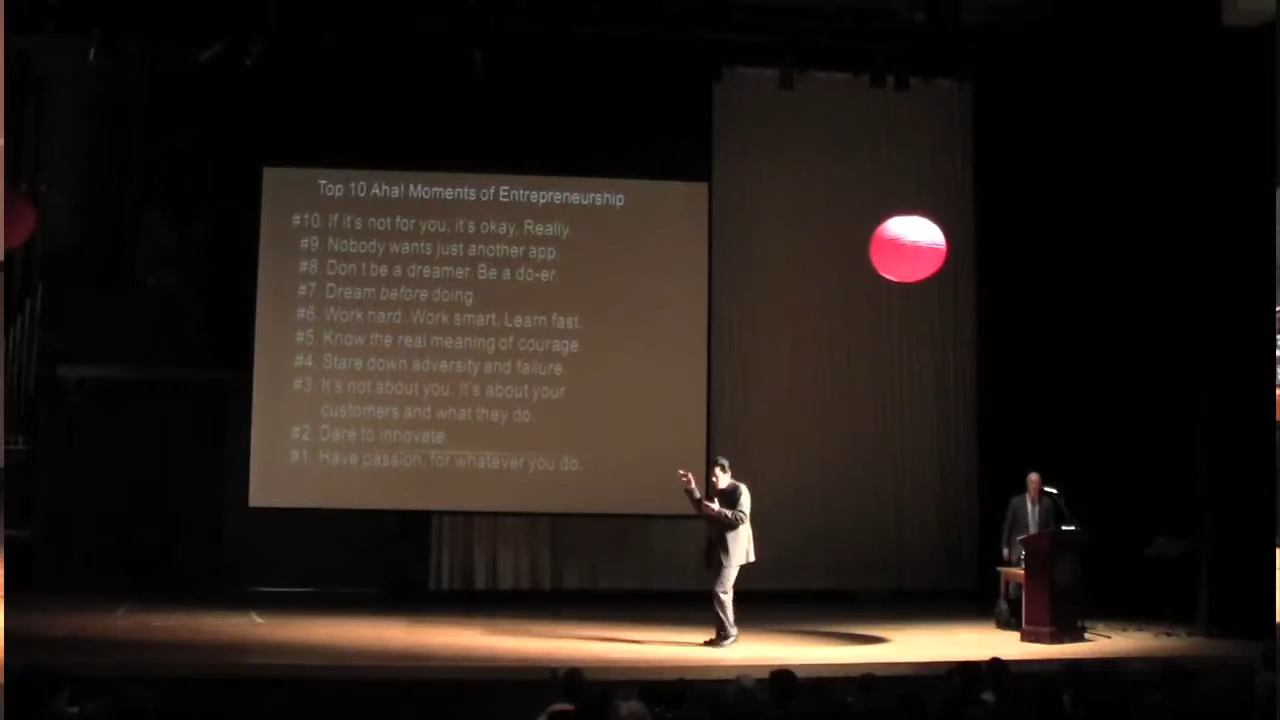 Top 10 Aha! Moments of Entrepreneurship
#10. If it's not for you, it's okay. Really.
#9. Nobody wants just another app.
#8. Don't be a dreamer. Be a do-er.
#7. Dream before doing.
#6. Work hard. Work smart. Learn fast.
#5. Know the real meaning of courage.
#4. Stare down adversity and failure.
#3. It's not about you. It's about your
customers and what they do.
#2. Dare to innovate.
#1. Have passion, for whatever you do.